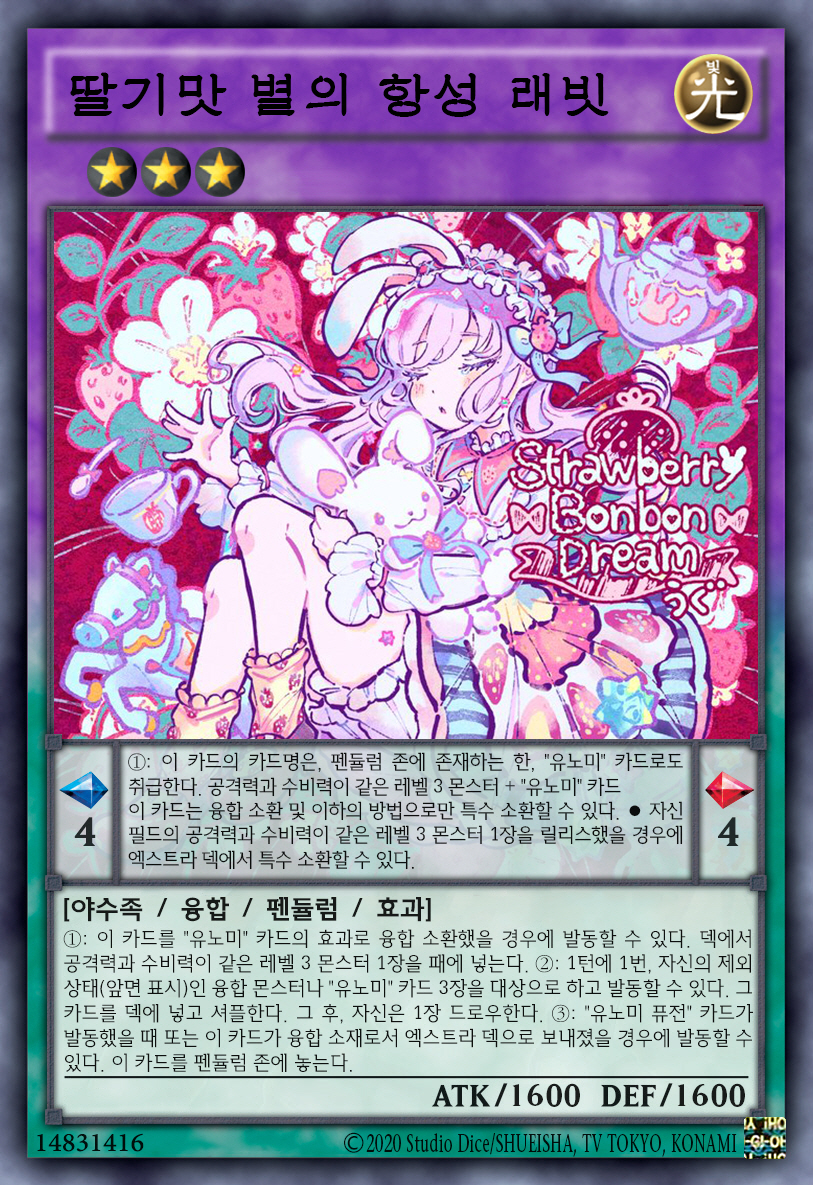 딸기맛 별의 항성 래빗
빛
光
Strawberry
Bonbon
Dream
うぐ
①: 이 카드의 카드명은, 펜듈럼 존에 존재하는 한, "유노미" 카드로도
취급한다. 공격력과 수비력이 같은 레벨 3 몬스터 + "유노미" 카드
이 카드는 융합 소환 및 이하의 방법으로만 특수 소환할 수 있다. ● 자신
필드의 공격력과 수비력이 같은 레벨 3 몬스터 1장을 릴리스했을 경우에
엑스트라 덱에서 특수 소환할 수 있다.
4
4
[야수족 / 융합 / 펜듈럼 / 효과]
①: 이 카드를 "유노미" 카드의 효과로 융합 소환했을 경우에 발동할 수 있다. 덱에서
공격력과 수비력이 같은 레벨 3 몬스터 1장을 패에 넣는다. ②: 1턴에 1번, 자신의 제외
상태(앞면 표시)인 융합 몬스터나 "유노미" 카드 3장을 대상으로 하고 발동할 수 있다. 그
카드를 덱에 넣고 셔플한다. 그 후, 자신은 1장 드로우한다. ③: "유노미 퓨전" 카드가
발동했을 때 또는 이 카드가 융합 소재로서 엑스트라 덱으로 보내졌을 경우에 발동할 수
있다. 이 카드를 펜듈럼 존에 놓는다.
ATK/1600 DEF/1600
14831416
©2020 Studio Dice/SHUEISHA, TV TOKYO, KONAMI